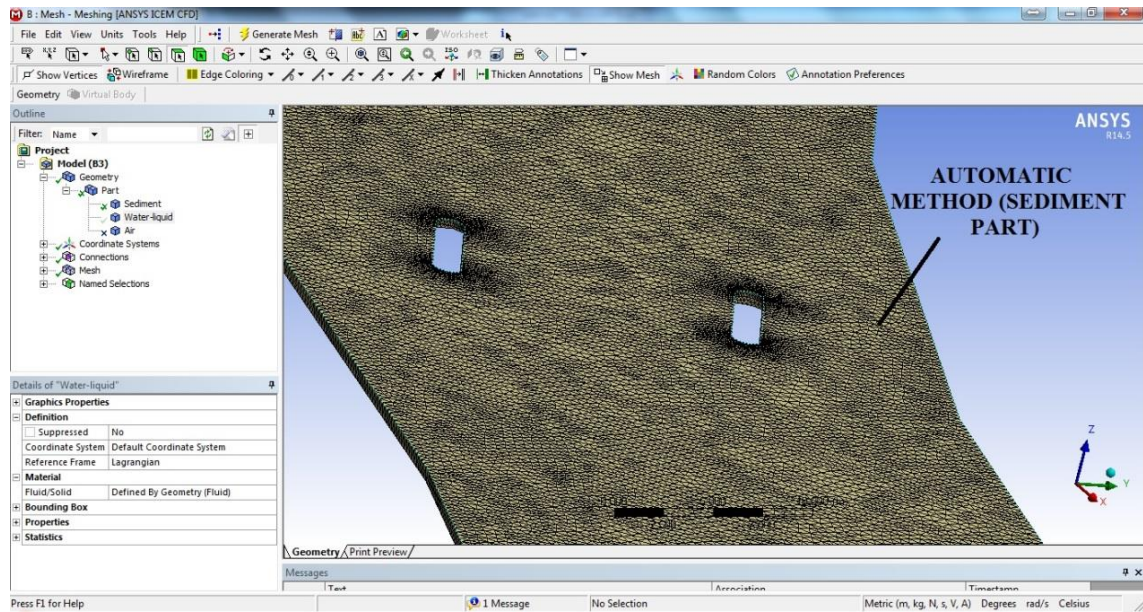 B : Mesh - Meshing [ANSYS ICEM CFD]
File Edit View Units Tools Help Generate Mesh Worksheet
Show Vertices Wireframe Edge Coloring Thicken Annotations Show Mesh Random Colors Annotation Preferences
Geometry Virtual Body
Outline
Filter: Name
Project
Model (B3)
Geometry
Part
Sediment
Water-liquid
Air
Coordinate Systems
Connections
Mesh
Named Selections
Details of "Water-liquid"
Graphics Properties
Definition
Suppressed No
Coordinate System Default Coordinate System
Reference Frame Lagrangian
Material
Fluid/Solid Defined By Geometry (Fluid)
Bounding Box
Properties
Statistics
ANSYS
R14.5
AUTOMATIC
METHOD (SEDIMENT
PART)
Z
Y
X
Geometry Print Preview
Messages
Text Association Timestamp
Press F1 for Help 1 Message No Selection Metric (m, kg, N, s, V, A) Degrees rad/s Celsius